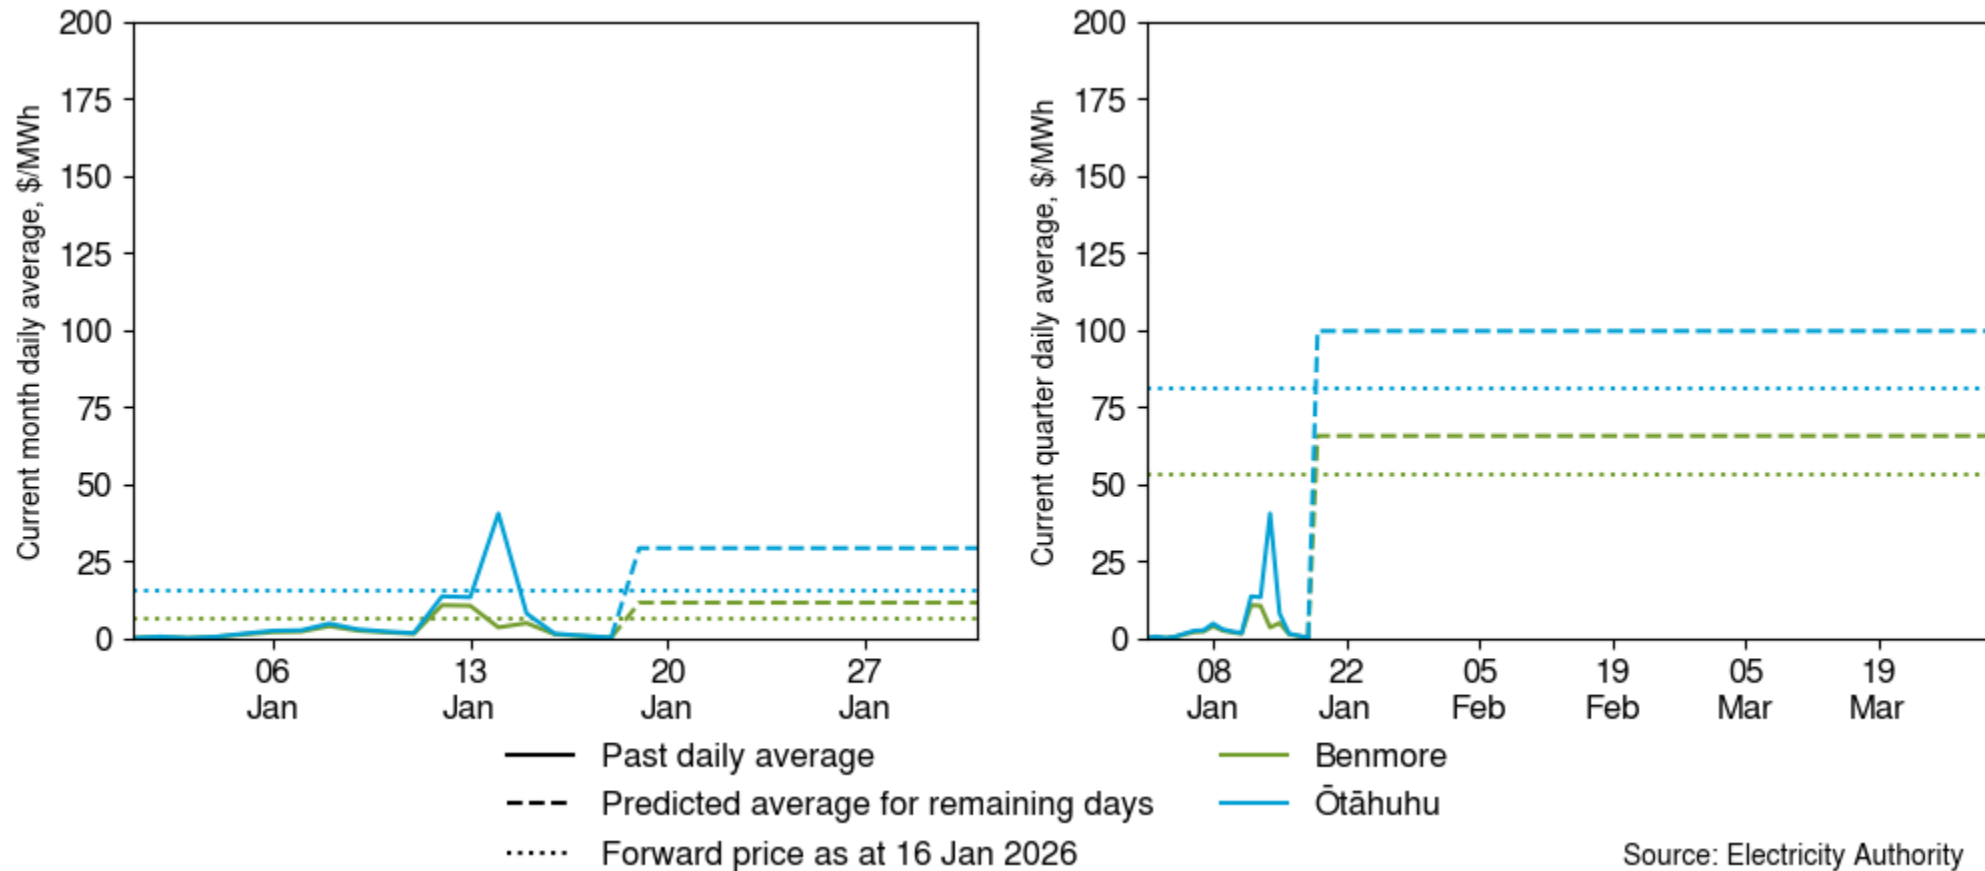 Current month daily average, $/MWh
200
175
150
125
100
75
50
25
0
06
Jan
13
Jan
20
Jan
27
Jan
Current quarter daily average, $/MWh
200
175
150
125
100
75
50
25
0
08
Jan
22
Jan
05
Feb
19
Feb
05
Mar
19
Mar
Past daily average
Predicted average for remaining days
Forward price as at 16 Jan 2026
Benmore
Ōtāhuhu
Source: Electricity Authority